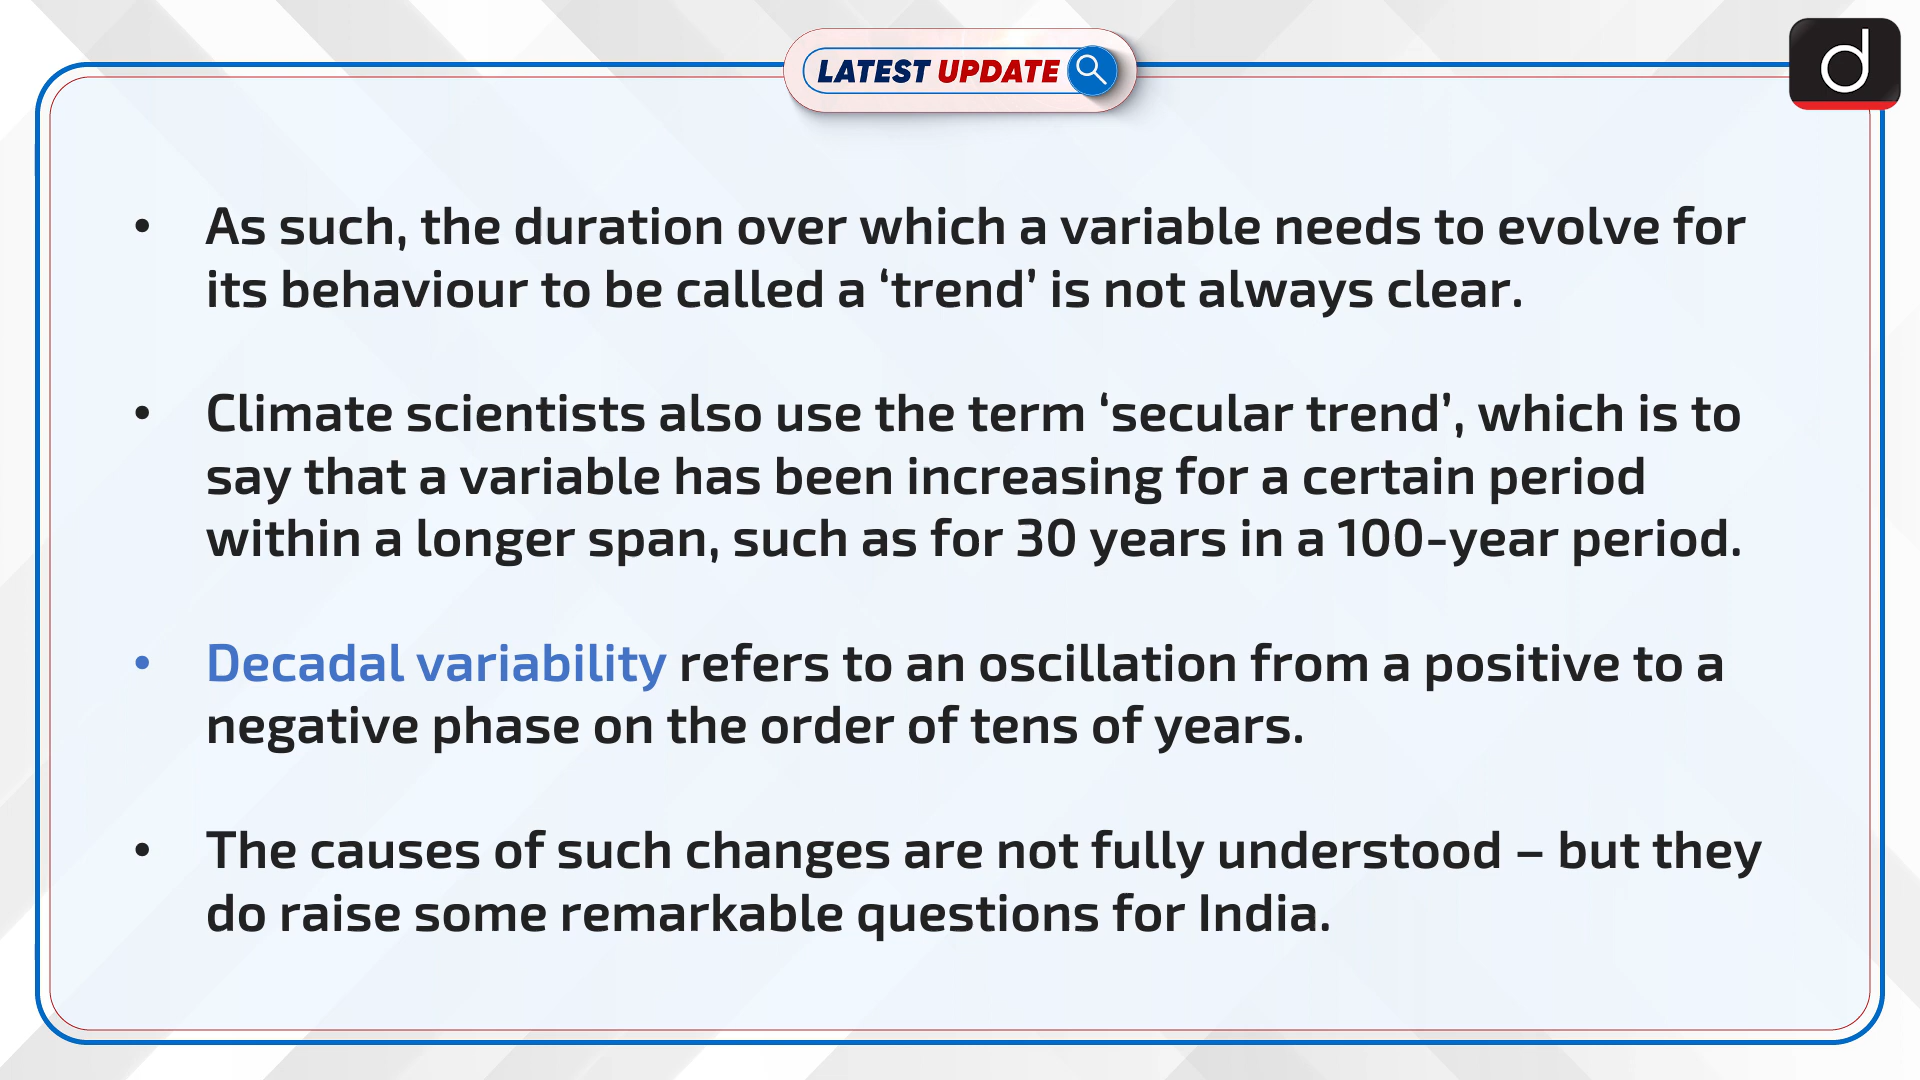 LATEST UPDATE
d
• As such, the duration over which a variable needs to evolve for
its behaviour to be called a ‘trend’ is not always clear.
• Climate scientists also use the term ‘secular trend’, which is to
say that a variable has been increasing for a certain period
within a longer span, such as for 30 years in a 100-year period.
• Decadal variability refers to an oscillation from a positive to a
negative phase on the order of tens of years.
• The causes of such changes are not fully understood – but they
do raise some remarkable questions for India.